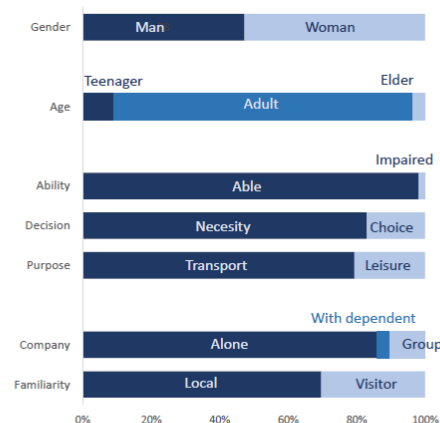 Gender
Man
Woman
Teenager
Elder
Age
Adult
Impaired
Ability
Able
Decision
Necesity
Choice
Purpose
Transport
Leisure
With dependent
Company
Alone
Group
Familiarity
Local
Visitor
0% 20% 40% 60% 80% 100%